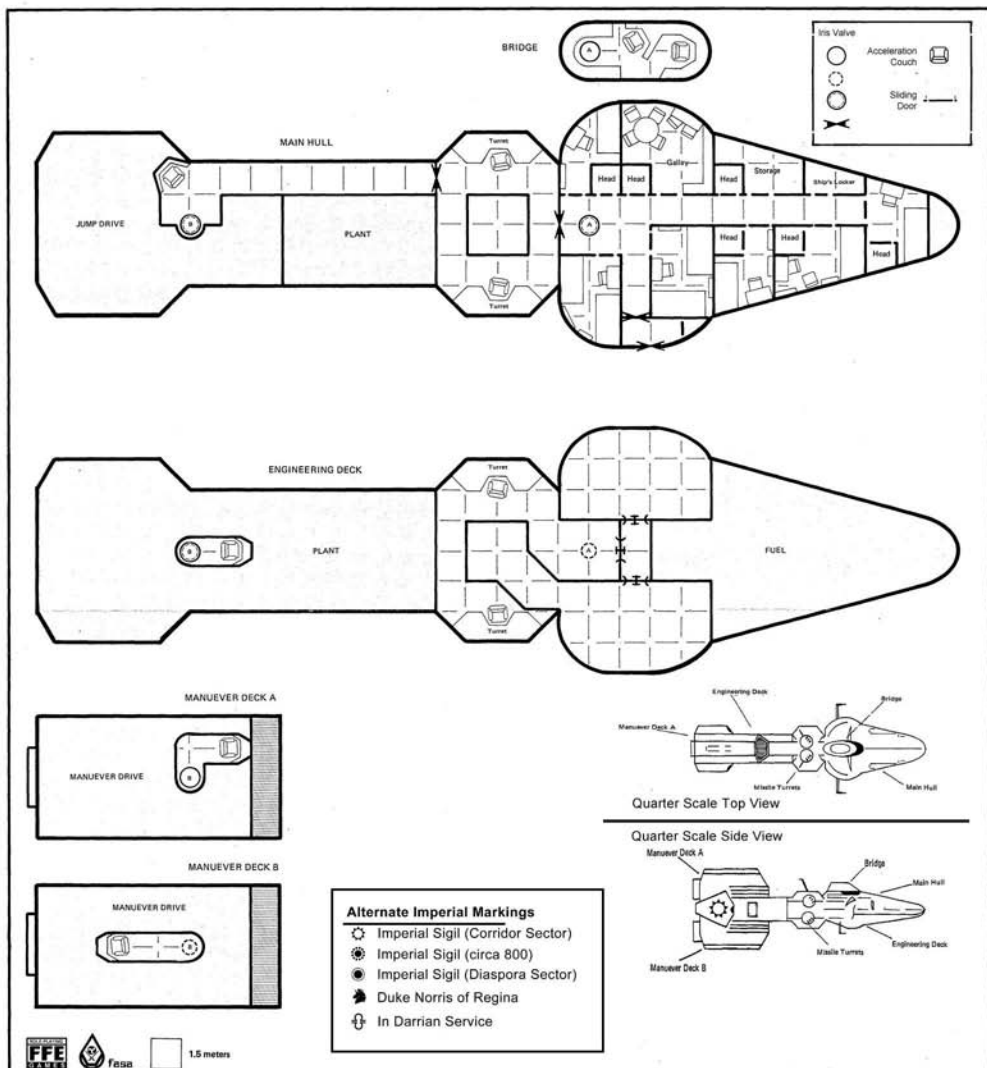 BRIDGE
A
Iris Valve
Acceleration
Couch
Sliding
Door
MAIN HULL
Turret
Galley
Head
Head
Head
Storage
Ship's Locker
JUMP DRIVE
B
PLANT
A
Head
Head
Head
Turret
ENGINEERING DECK
Turret
B
PLANT
A
FUEL
Turret
MANUEVER DECK A
MANUEVER DRIVE
B
MANUEVER DECK B
MANUEVER DRIVE
B
Engineering Deck
Bridge
Manuever Deck A
Missile Turrets
Main Hull
Quarter Scale Top View
Quarter Scale Side View
Manuever Deck A
Bridge
Main Hull
Engineering Deck
Missile Turrets
Manuever Deck B
Alternate Imperial Markings
Imperial Sigil (Corridor Sector)
Imperial Sigil (circa 800)
Imperial Sigil (Diaspora Sector)
Duke Norris of Regina
In Darrian Service
ROLE PLAYING
FFE
GAMES
fasa
1.5 meters